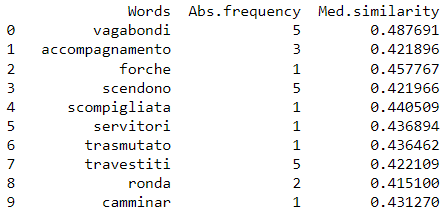 Words Abs.frequency Med.similarity
0 vagabondi 5 0.487691
1 accompagnamento 3 0.421896
2 forche 1 0.457767
3 scendono 5 0.421966
4 scompigliata 1 0.440509
5 servitori 1 0.436894
6 trasmutato 1 0.436462
7 travestiti 5 0.422109
8 ronda 2 0.415100
9 camminar 1 0.431270